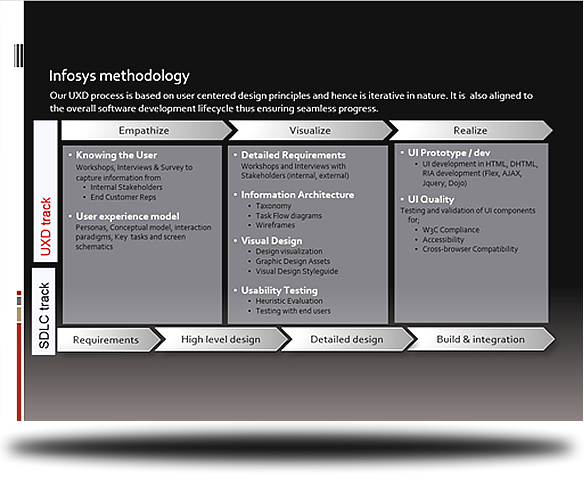 Infosys methodology
Our UXD process is based on user centered design principles and hence is iterative in nature. It is also aligned to
the overall software development lifecycle thus ensuring seamless progress.
UXD track
Empathize
Visualize
Realize
Knowing the User
Workshops, Interviews & Survey to
capture information from
Internal Stakeholders
End Customer Reps
User experience model
Personas, Conceptual model, interaction
paradigms, Key tasks and screen
schematics
Detailed Requirements
Workshops and Interviews with
Stakeholders (internal, external)
Information Architecture
Taxonomy
Task Flow diagrams
Wireframes
Visual Design
Design visualization
Graphic Design Assets
Visual Design Styleguide
Usability Testing
Heuristic Evaluation
Testing with end users
UI Prototype / dev
UI development in HTML, DHTML,
RIA development (Flex, AJAX,
Jquery, Dojo)
UI Quality
Testing and validation of UI components
for;
W3C Compliance
Accessibility
Cross-browser Compatibility
SDLC track
Requirements
High level design
Detailed design
Build & integration